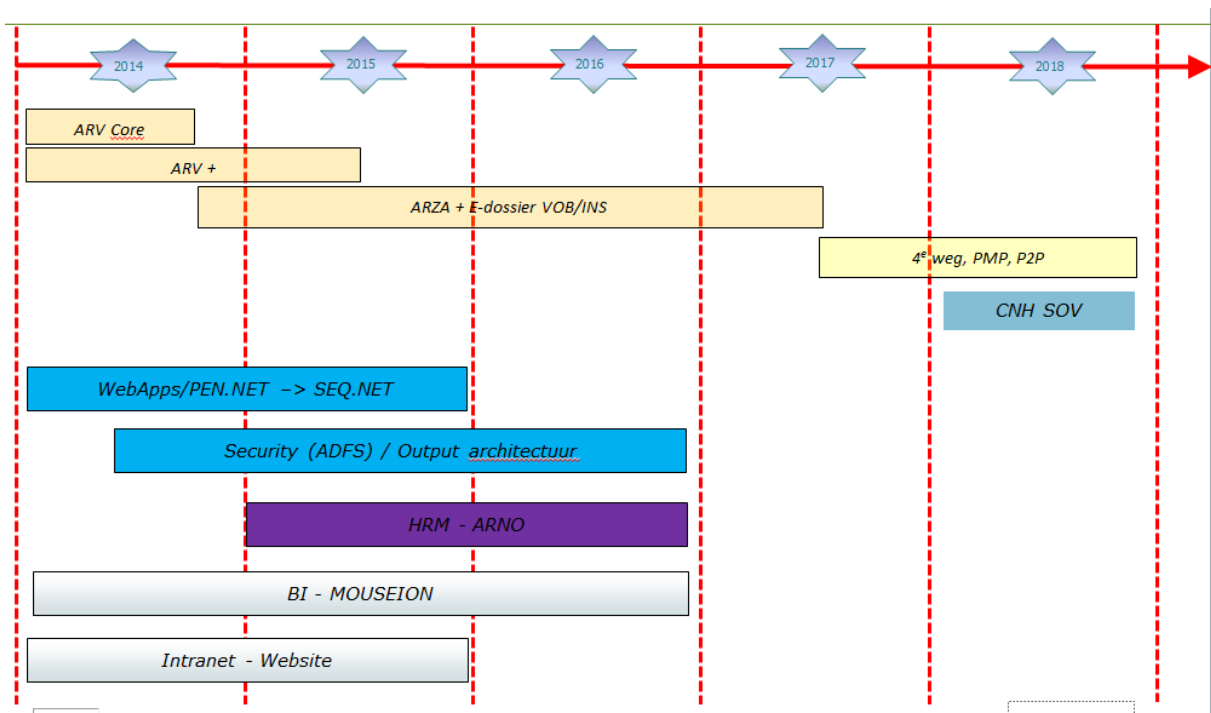 2014
2015
2016
2017
2018
ARV Core
ARV +
ARZA + E-dossier VOB/INS
4e weg, PMP, P2P
CNH SOV
WebApps/PEN.NET –> SEQ.NET
Security (ADFS) / Output architectuur
HRM - ARNO
BI - MOUSEION
Intranet - Website